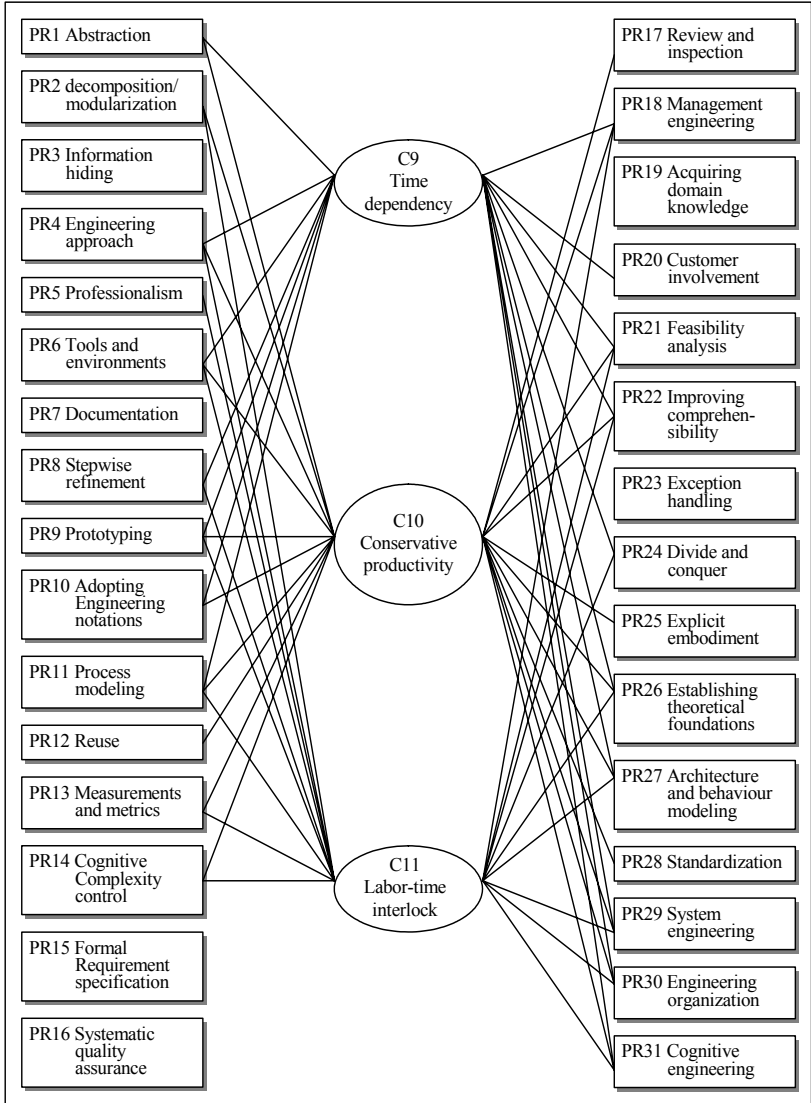 PR1 Abstraction
PR2 decomposition/
modularization
PR3 Information
hiding
PR4 Engineering
approach
PR5 Professionalism
PR6 Tools and
environments
PR7 Documentation
PR8 Stepwise
refinement
PR9 Prototyping
PR10 Adopting
Engineering
notations
PR11 Process
modeling
PR12 Reuse
PR13 Measurements
and metrics
PR14 Cognitive
Complexity
control
PR15 Formal
Requirement
specification
PR16 Systematic
quality
assurance
C9
Time
dependency
C10
Conservative
productivity
C11
Labor-time
interlock
PR17 Review and
inspection
PR18 Management
engineering
PR19 Acquiring
domain
knowledge
PR20 Customer
involvement
PR21 Feasibility
analysis
PR22 Improving
comprehen-
sibility
PR23 Exception
handling
PR24 Divide and
conquer
PR25 Explicit
embodiment
PR26 Establishing
theoretical
foundations
PR27 Architecture
and behaviour
modeling
PR28 Standardization
PR29 System
engineering
PR30 Engineering
organization
PR31 Cognitive
engineering